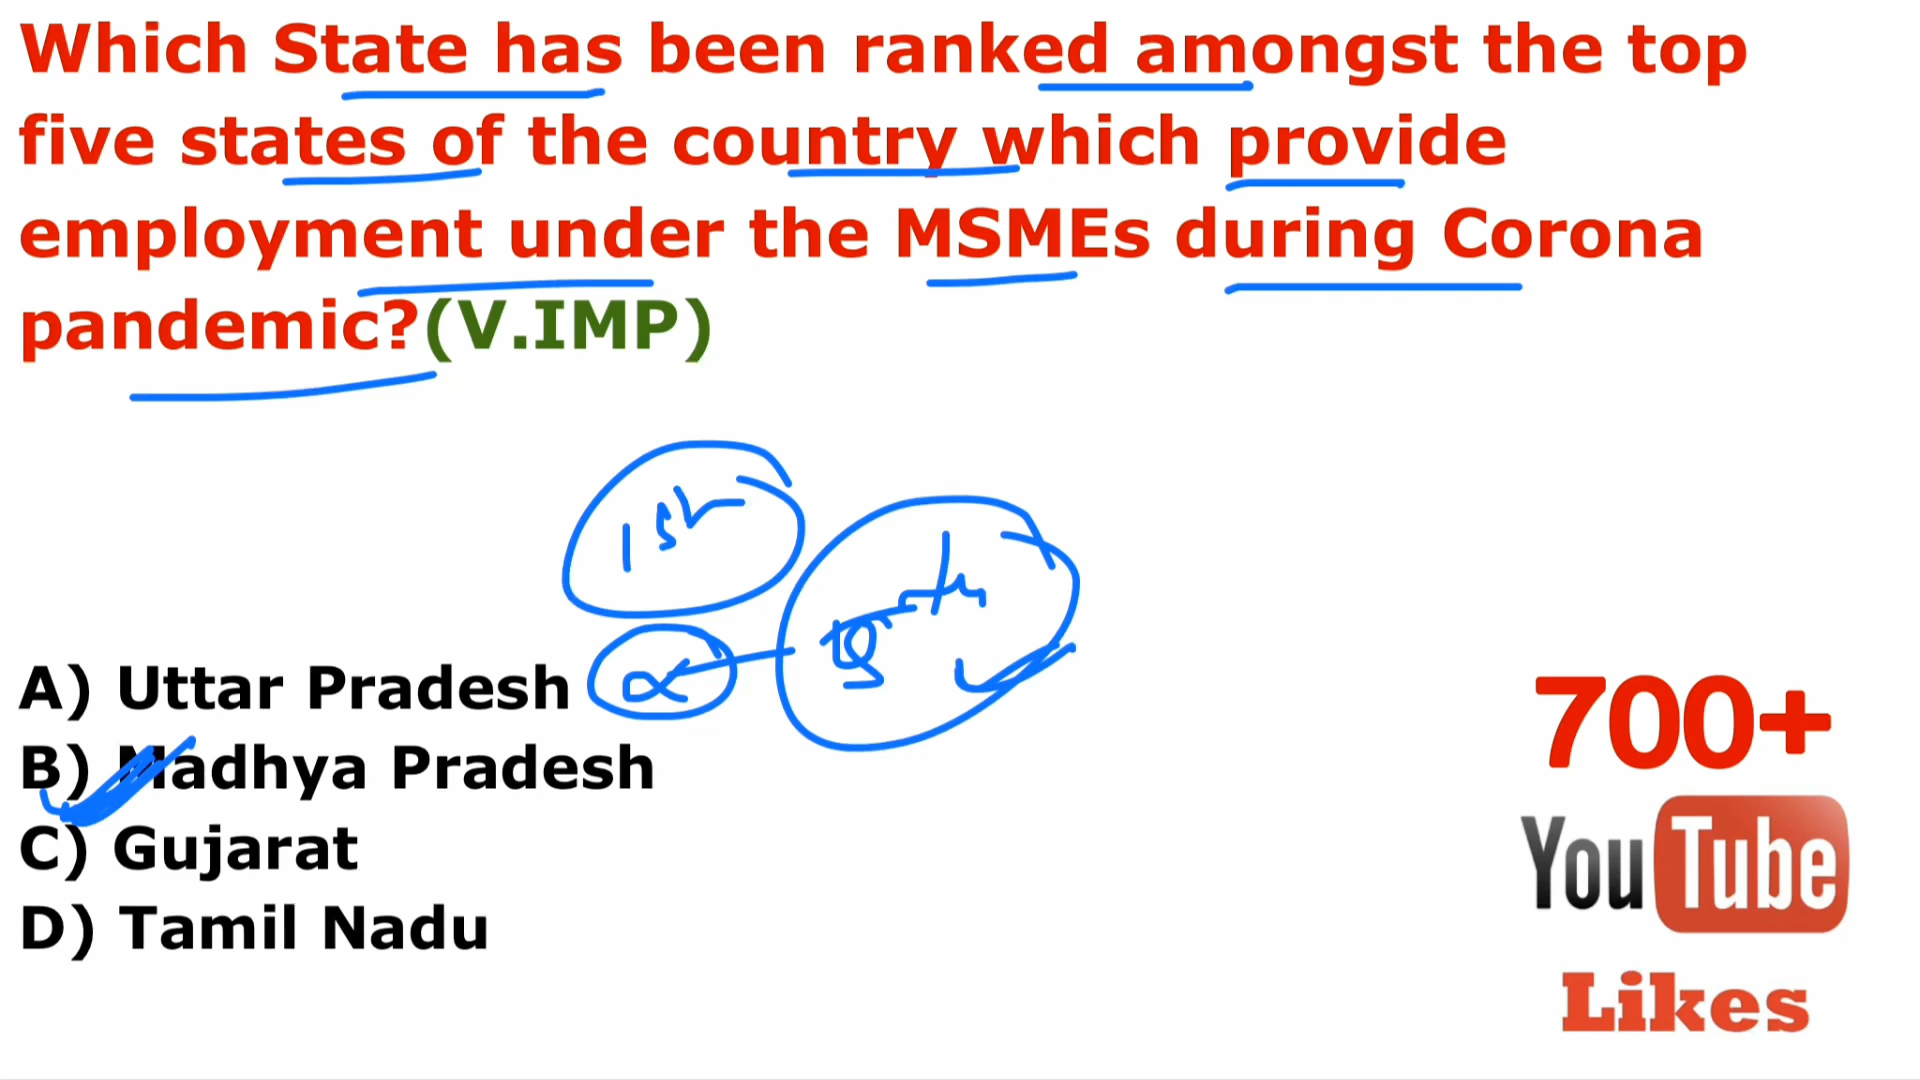 Which State has been ranked amongst the top
five states of the country which provide
employment under the MSMEs during Corona
pandemic?(V.IMP)
1st
A) Uttar Pradesh
B) Madhya Pradesh
C) Gujarat
D) Tamil Nadu
700+
YouTube
Likes